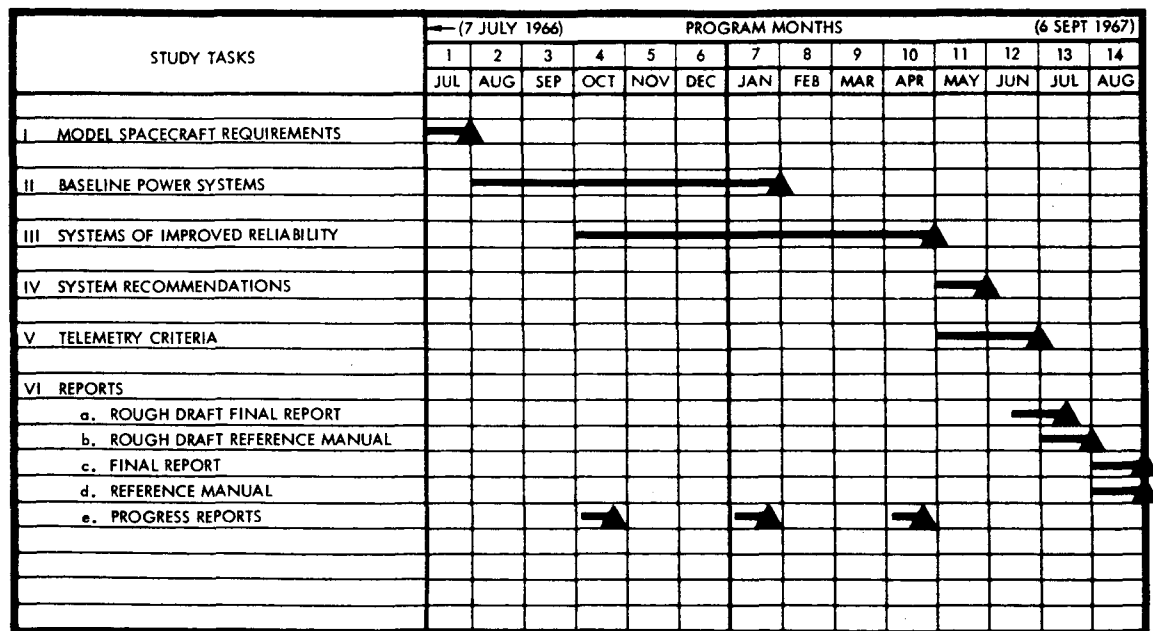 (7 JULY 1966) PROGRAM MONTHS (6 SEPT 1967)
STUDY TASKS
1 2 3 4 5 6 7 8 9 10 11 12 13 14
JUL AUG SEP OCT NOV DEC JAN FEB MAR APR MAY JUN JUL AUG
I MODEL SPACECRAFT REQUIREMENTS
II BASELINE POWER SYSTEMS
III SYSTEMS OF IMPROVED RELIABILITY
IV SYSTEM RECOMMENDATIONS
V TELEMETRY CRITERIA
VI REPORTS
a. ROUGH DRAFT FINAL REPORT
b. ROUGH DRAFT REFERENCE MANUAL
c. FINAL REPORT
d. REFERENCE MANUAL
e. PROGRESS REPORTS